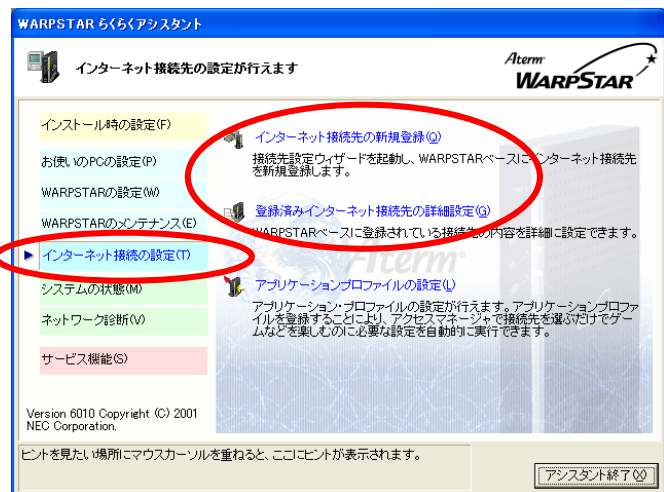 WARPSTAR らくらくアシスタント
インターネット接続先の設定が行えます
Aterm
WARPSTAR
インストール時の設定(F)
お使いのPCの設定(P)
WARPSTARの設定(W)
WARPSTARのメンテナンス(E)
インターネット接続の設定(T)
システムの状態(M)
ネットワーク診断(V)
サービス機能(S)
Version 6010 Copyright (C) 2001
NEC Corporation.
インターネット接続先の新規登録(Q)
接続先設定ウィザードを起動し、WARPSTARベースにインターネット接続先
を新規登録します。
登録済みインターネット接続先の詳細設定(G)
WARPSTARベースに登録されている接続先の内容を詳細に設定できます。
Aterm
アプリケーションプロファイルの設定(L)
アプリケーション・プロファイルの設定が行えます。アプリケーションプロファ
イルを登録することにより、アクセスマネージャで接続先を選ぶだけでゲー
ムなどを楽しむのに必要な設定を自動的に実行できます。
ヒントを見たい場所にマウスカーソルを重ねると、ここにヒントが表示されます。
アシスタント終了(X)